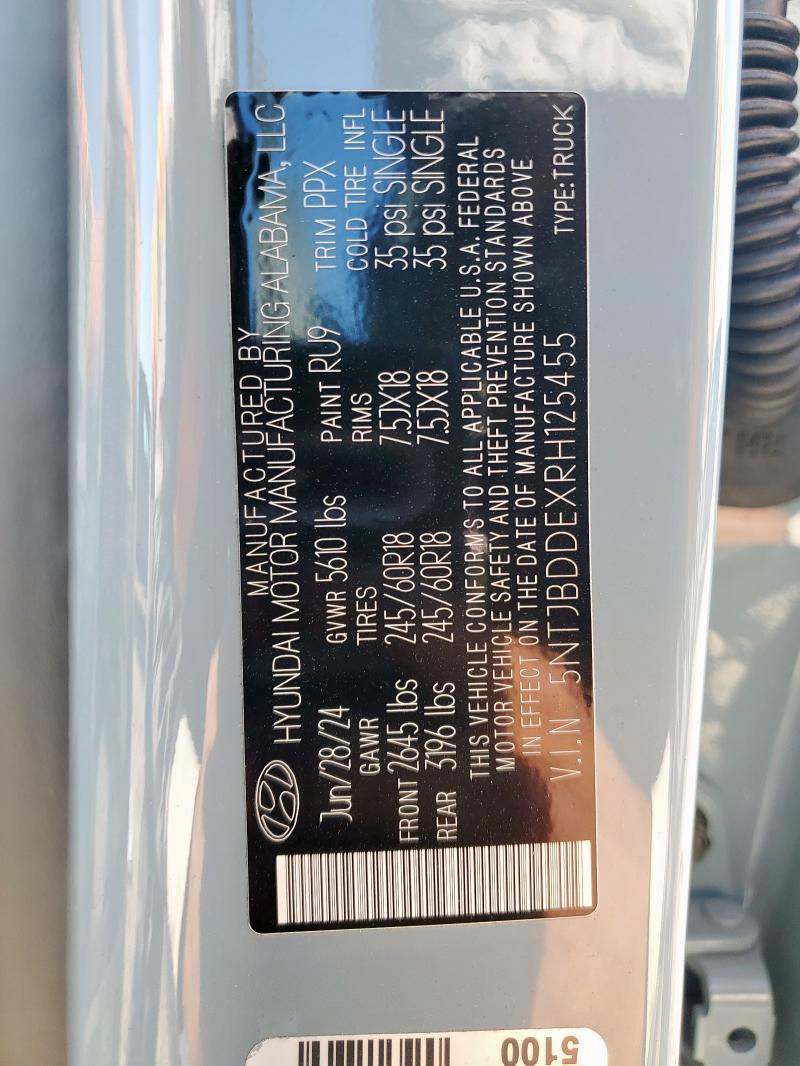 MANUFACTURED BY
HYUNDAI MOTOR MANUFACTURING ALABAMA, LLC
Jun/28/24 GVWR 5610 lbs PAINT RU9 TRIM PPX
GAWR TIRES RIMS COLD TIRE INFL
FRONT 2645 lbs 245/60R18 7.5JX18 35 psi SINGLE
REAR 3196 lbs 245/60R18 7.5JX18 35 psi SINGLE
THIS VEHICLE CONFORMS TO ALL APPLICABLE U.S.A. FEDERAL
MOTOR VEHICLE SAFETY AND THEFT PREVENTION STANDARDS
IN EFFECT ON THE DATE OF MANUFACTURE SHOWN ABOVE
V.I.N 5NTJBDDEXRH125455 TYPE:TRUCK
5100